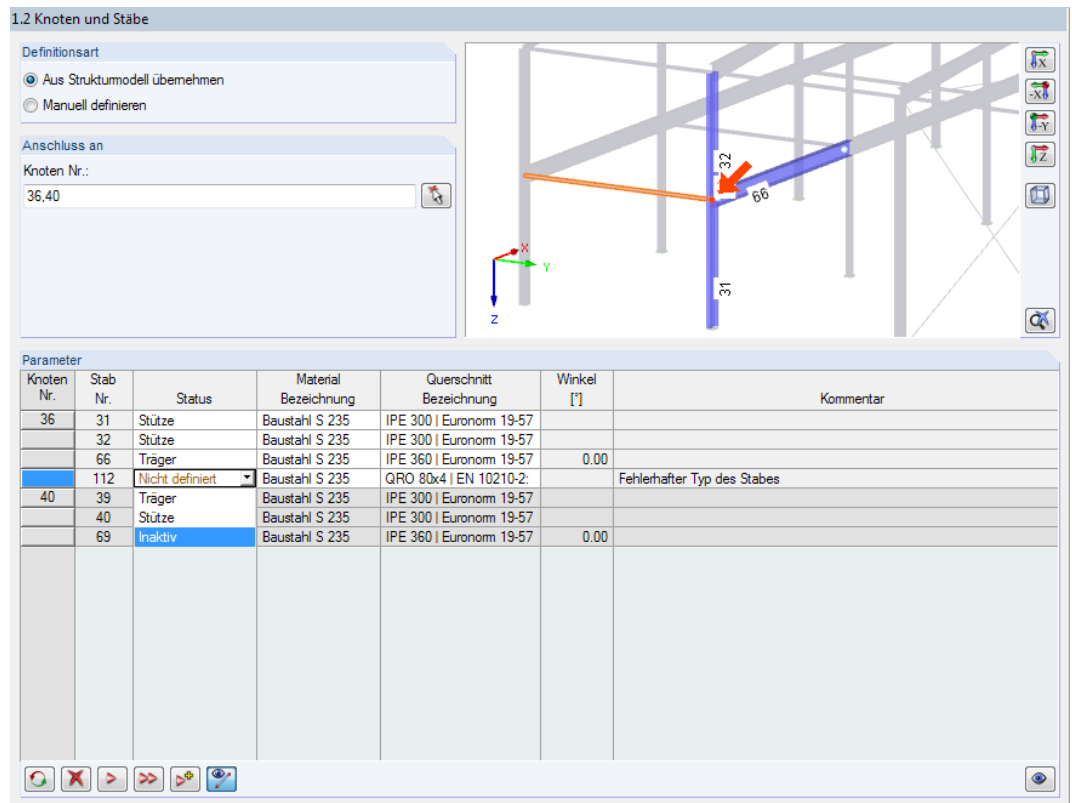 1.2 Knoten und Stäbe
Definitionsart
Aus Strukturmodell übernehmen
Manuell definieren
Anschluss an
Knoten Nr.:
36,40
32
66
31
X
Y
Z
X
-X
-Y
Z
Parameter
Knoten Nr. Stab Nr. Status Material Bezeichnung Querschnitt Bezeichnung Winkel [°] Kommentar
36 31 Stütze Baustahl S 235 IPE 300 | Euronorm 19-57
32 Stütze Baustahl S 235 IPE 300 | Euronorm 19-57
66 Träger Baustahl S 235 IPE 360 | Euronorm 19-57 0.00
112 Nicht definiert Baustahl S 235 QRO 80x4 | EN 10210-2: Fehlerhafter Typ des Stabes
40 39 Träger Baustahl S 235 IPE 300 | Euronorm 19-57
40 Stütze Baustahl S 235 IPE 300 | Euronorm 19-57
69 Inaktiv Baustahl S 235 IPE 360 | Euronorm 19-57 0.00